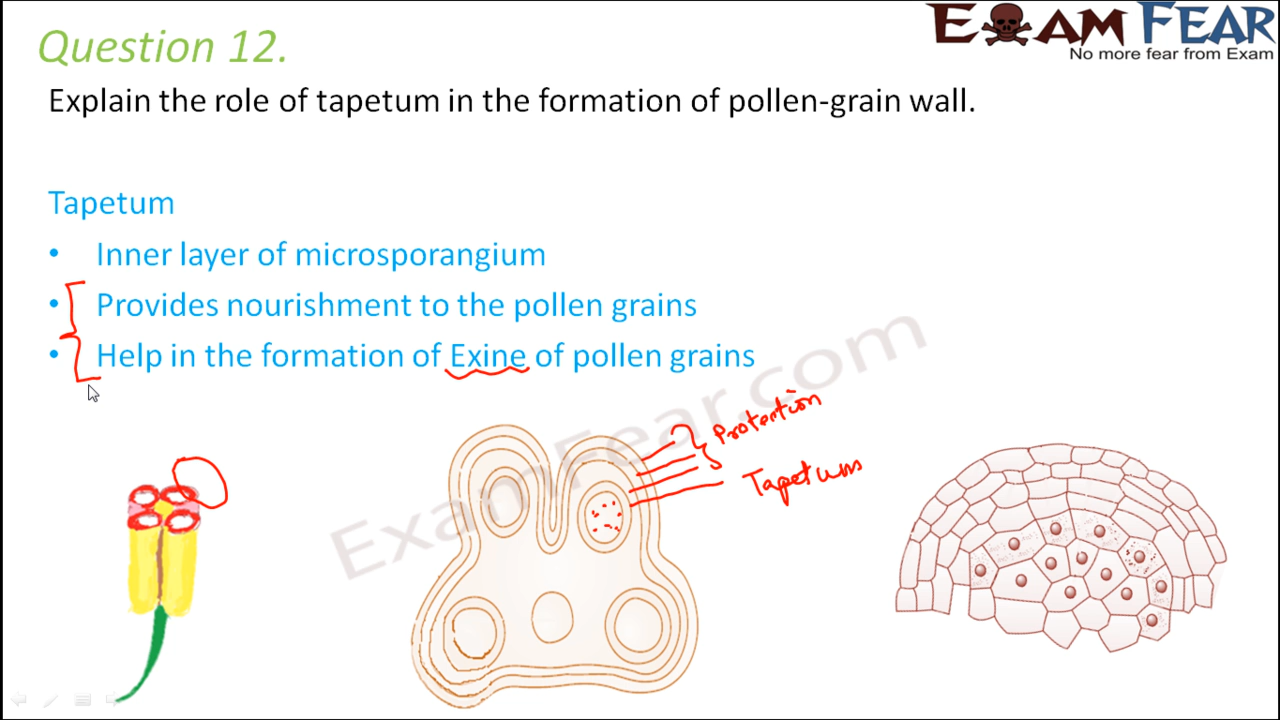 EXAM FEAR
No more fear from Exam
Question 12.
Explain the role of tapetum in the formation of pollen-grain wall.
Tapetum
• Inner layer of microsporangium
• Provides nourishment to the pollen grains
• Help in the formation of Exine of pollen grains
ExamFear.com
Protection
Tapetum